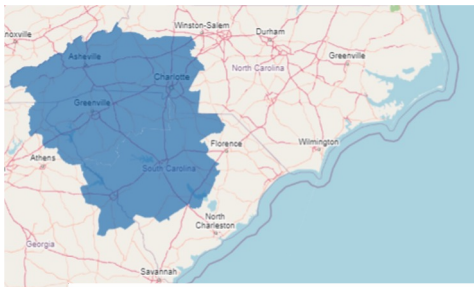 Winston-Salem
noxville
Durham
Greenville
Asheville
North Carolina
Charlotte
Greenville
Wilmington
Florence
Athens
South Carolina
North
Charleston
Georgia
Savannah